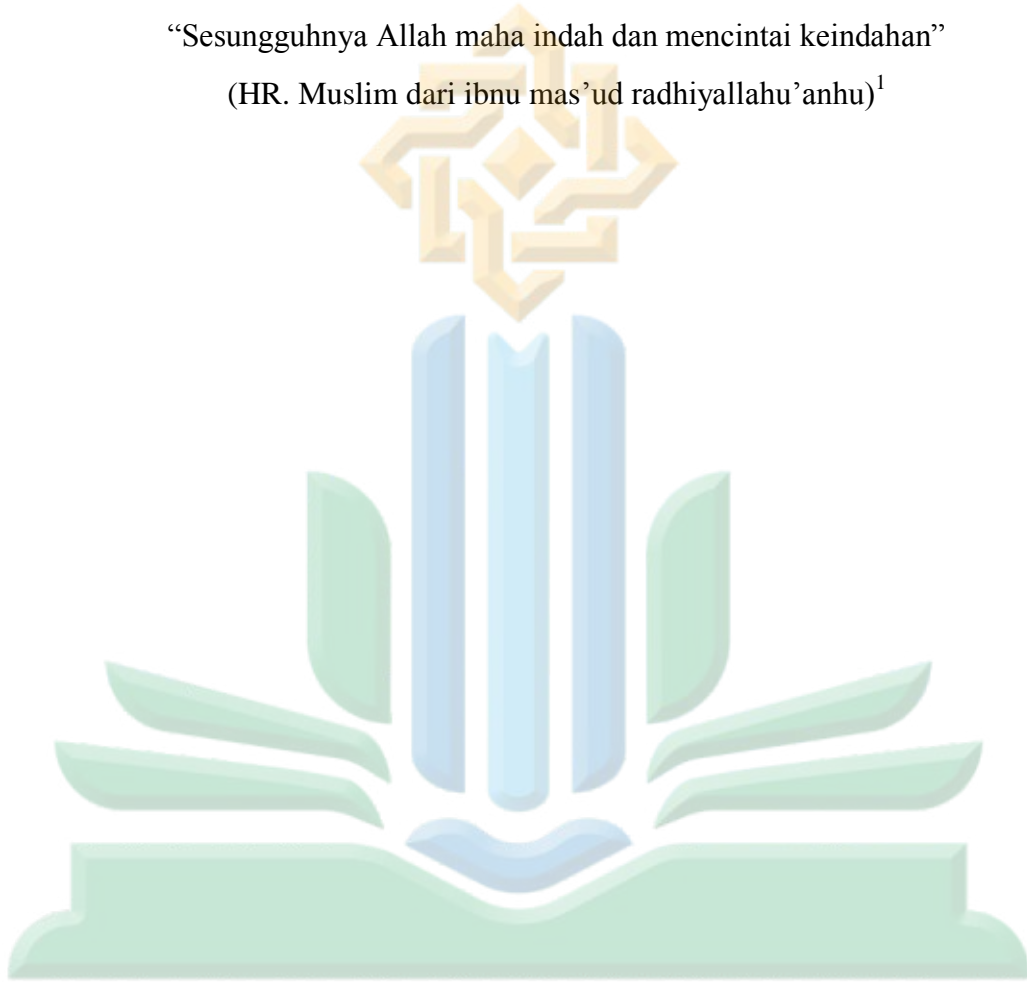 “Sesungguhnya Allah maha indah dan mencintai keindahan”
(HR. Muslim dari ibnu mas’ud radhiyallahu’anhu)1